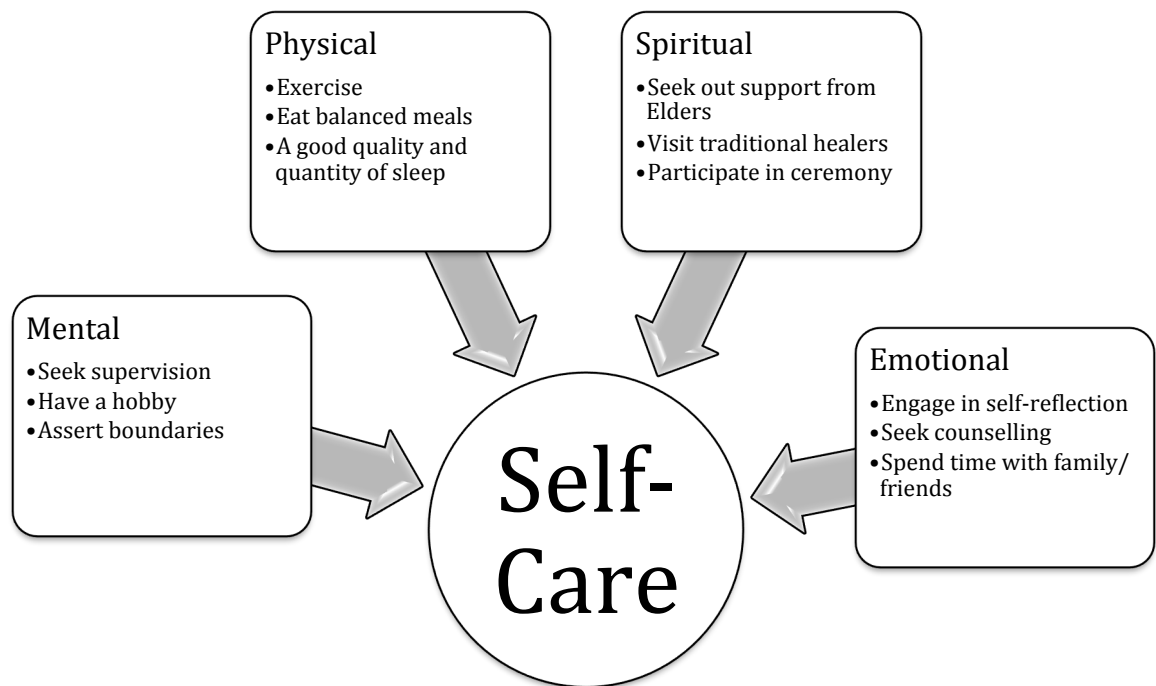 Physical
•Exercise
•Eat balanced meals
•A good quality and
quantity of sleep
Spiritual
•Seek out support from
Elders
•Visit traditional healers
•Participate in ceremony
Mental
•Seek supervision
•Have a hobby
•Assert boundaries
Emotional
•Engage in self-reflection
•Seek counselling
•Spend time with family/
friends
Self-
Care